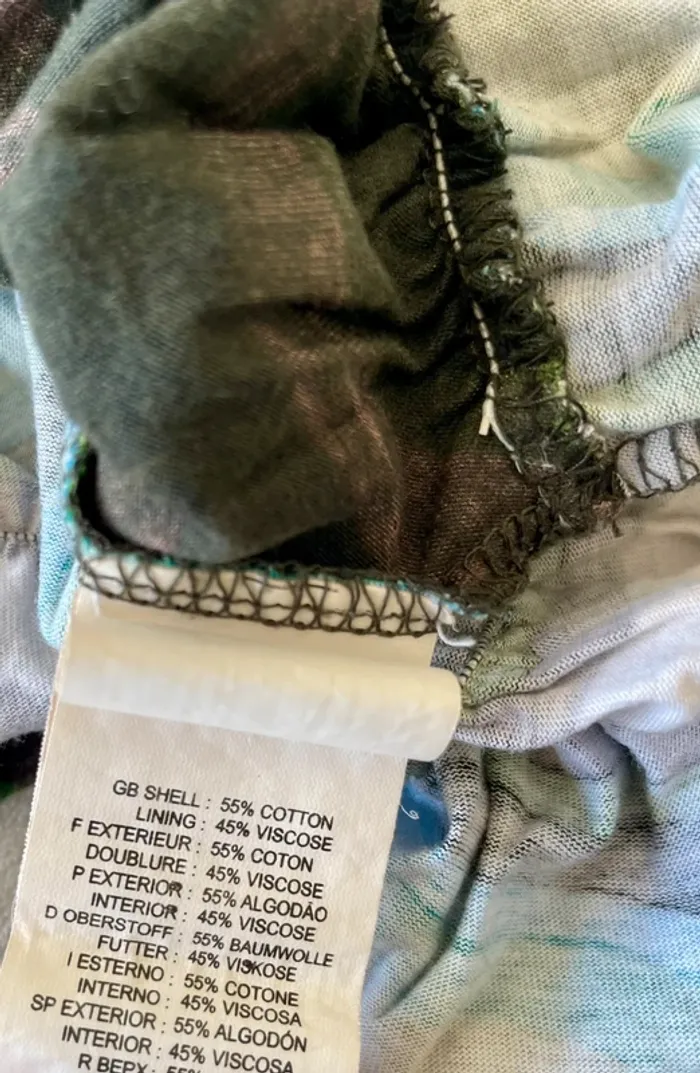 GB SHELL : 55% COTTON
LINING : 45% VISCOSE
F EXTERIEUR : 55% COTON
DOUBLURE : 45% VISCOSE
P EXTERIOR : 55% ALGODÃO
INTERIOR : 45% VISCOSE
D OBERSTOFF : 55% BAUMWOLLE
FUTTER : 45% VISKOSE
I ESTERNO : 55% COTONE
INTERNO : 45% VISCOSA
SP EXTERIOR : 55% ALGODÓN
INTERIOR : 45% VISCOSA
R ВЕРХ : 55%